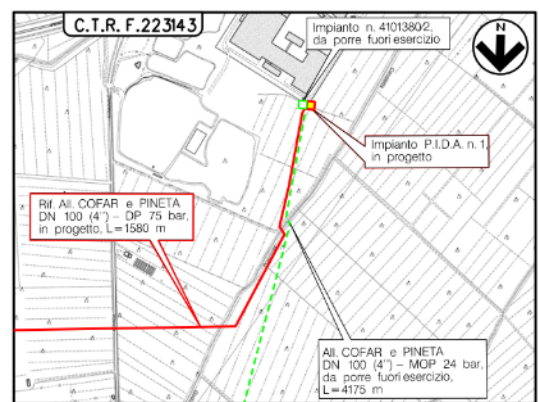 C.T.R. F.223143
Impianto n. 4101380/2,
da porre fuori esercizio
N
Impianto P.I.D.A. n. 1,
in progetto
Rif. All. COFAR e PINETA
DN 100 (4") – DP 75 bar,
in progetto, L=1580 m
All. COFAR e PINETA
DN 100 (4") – MOP 24 bar,
da porre fuori esercizio,
L=4175 m